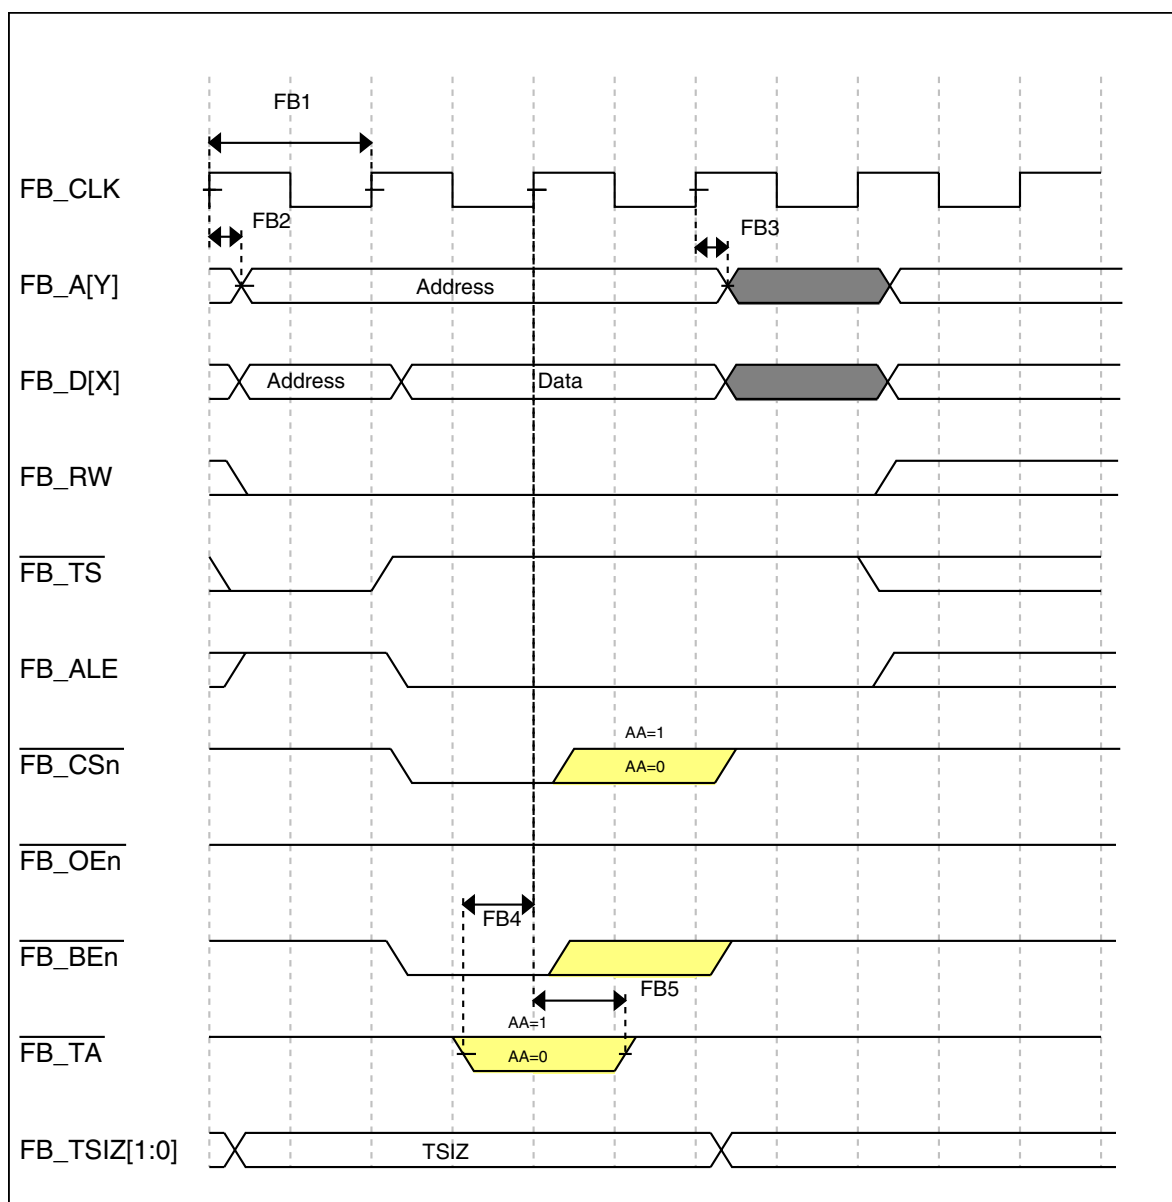 FB1
FB_CLK
FB2
FB3
FB_A[Y]
Address
FB_D[X]
Address
Data
FB_RW
FB_TS
FB_ALE
AA=1
FB_CSn
AA=0
FB_OEn
FB4
FB_BEn
FB5
AA=1
FB_TA
AA=0
FB_TSIZ[1:0]
TSIZ